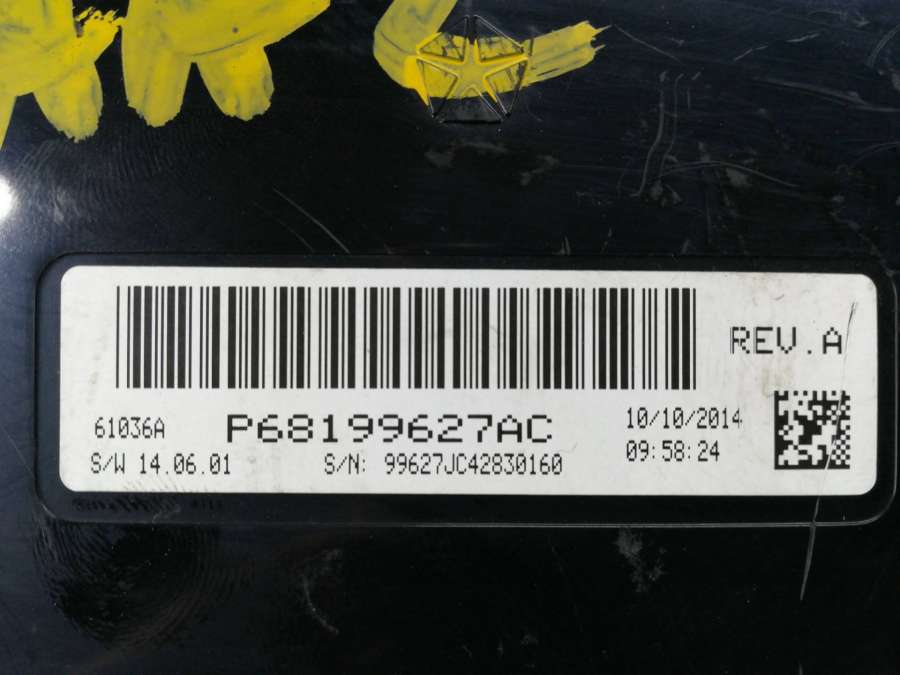 REV.A
61036A
P68199627AC
10/10/2014
S/W 14.06.01
S/N: 99627JC42830160
09:58:24